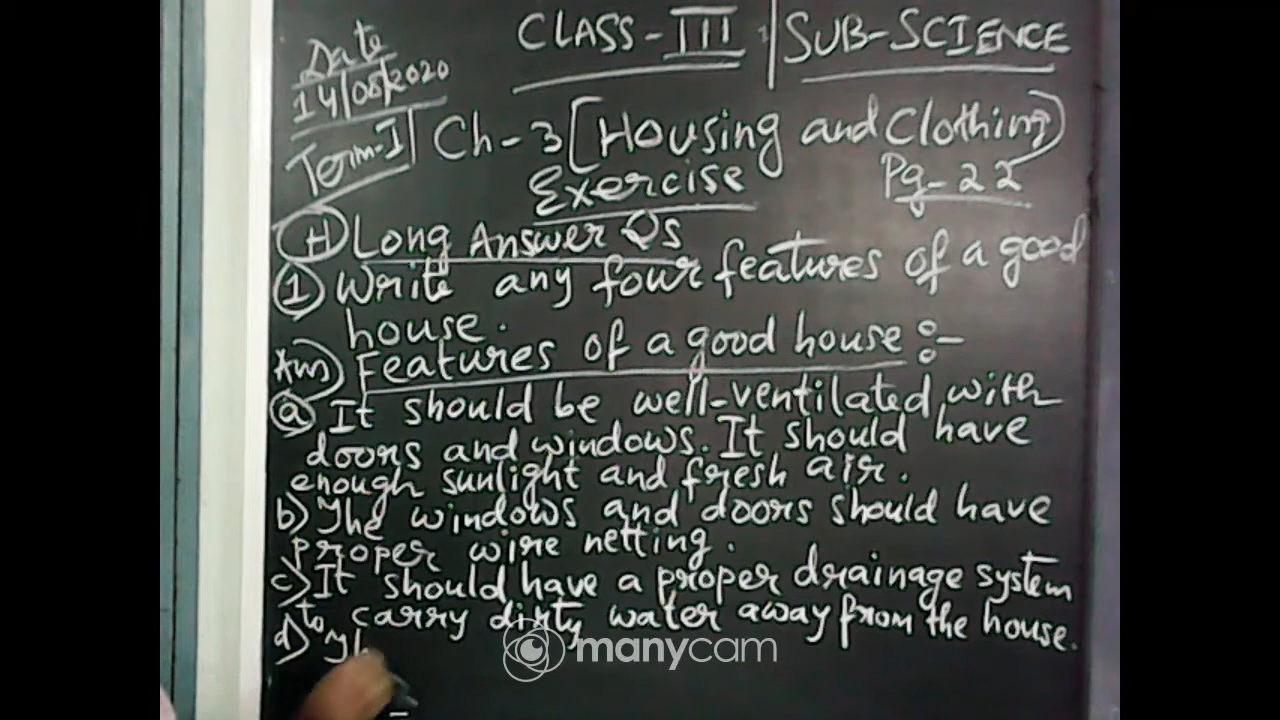 CLASS-III | SUB-SCIENCE
Date
14/05/2020
Term-I
Ch-3 [Housing and Clothing]
Exercise
Pg-22
(H) Long Answer Qs
(1) Write any four features of a good
house.
Ans) Features of a good house:-
(a) It should be well-ventilated with
doors and windows. It should have
enough sunlight and fresh air.
b) The windows and doors should have
proper wire netting.
c) It should have a proper drainage system
to carry dirty water away from the house.
d) Th
manycam